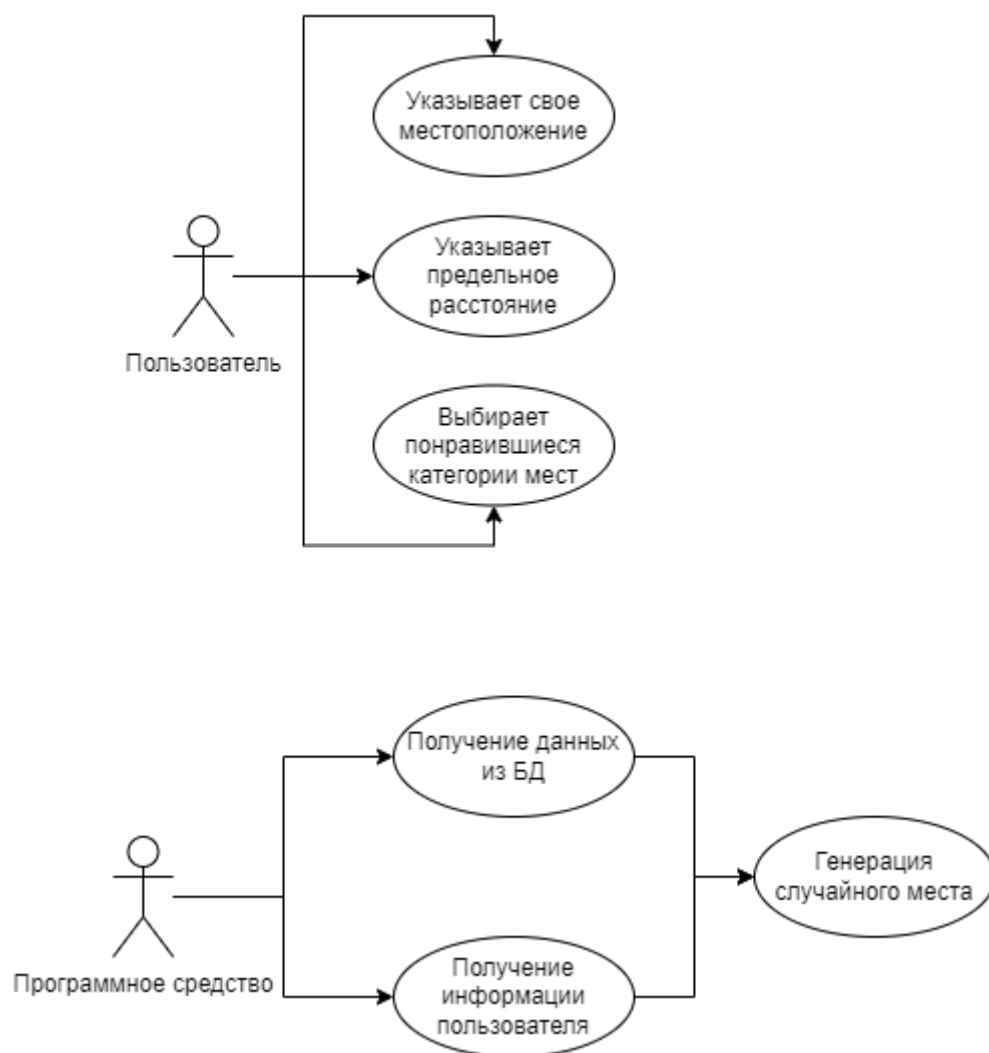 Указывает свое
местоположение
Указывает
предельное
расстояние
Пользователь
Выбирает
понравившиеся
категории мест
Получение данных
из БД
Генерация
случайного места
Программное средство
Получение
информации
пользователя